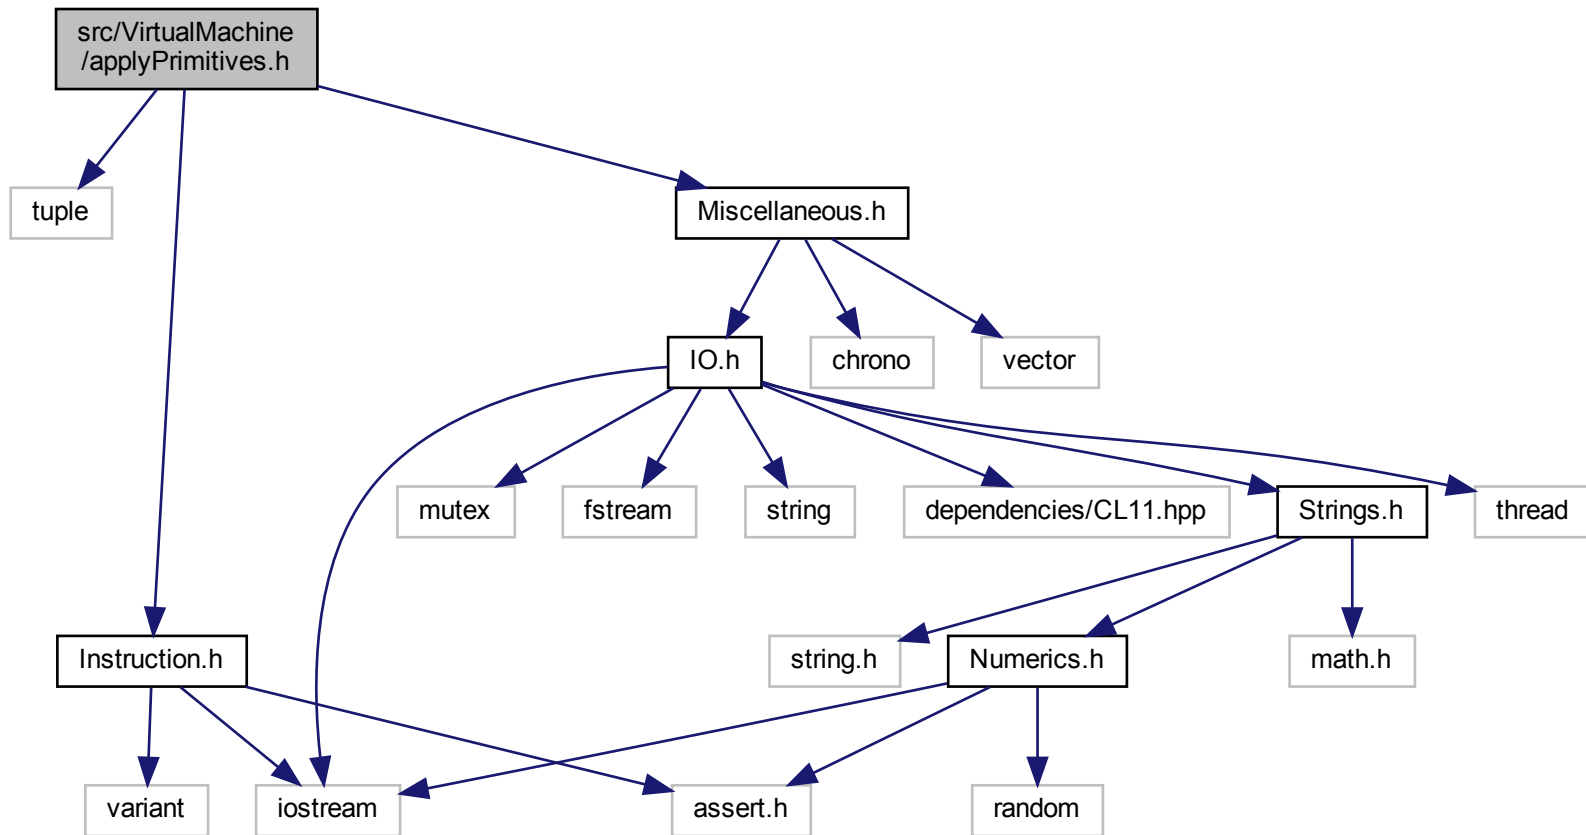 src/VirtualMachine
/applyPrimitives.h
tuple
Miscellaneous.h
IO.h
chrono
vector
mutex
fstream
string
dependencies/CL11.hpp
Strings.h
thread
Instruction.h
string.h
Numerics.h
math.h
variant
iostream
assert.h
random